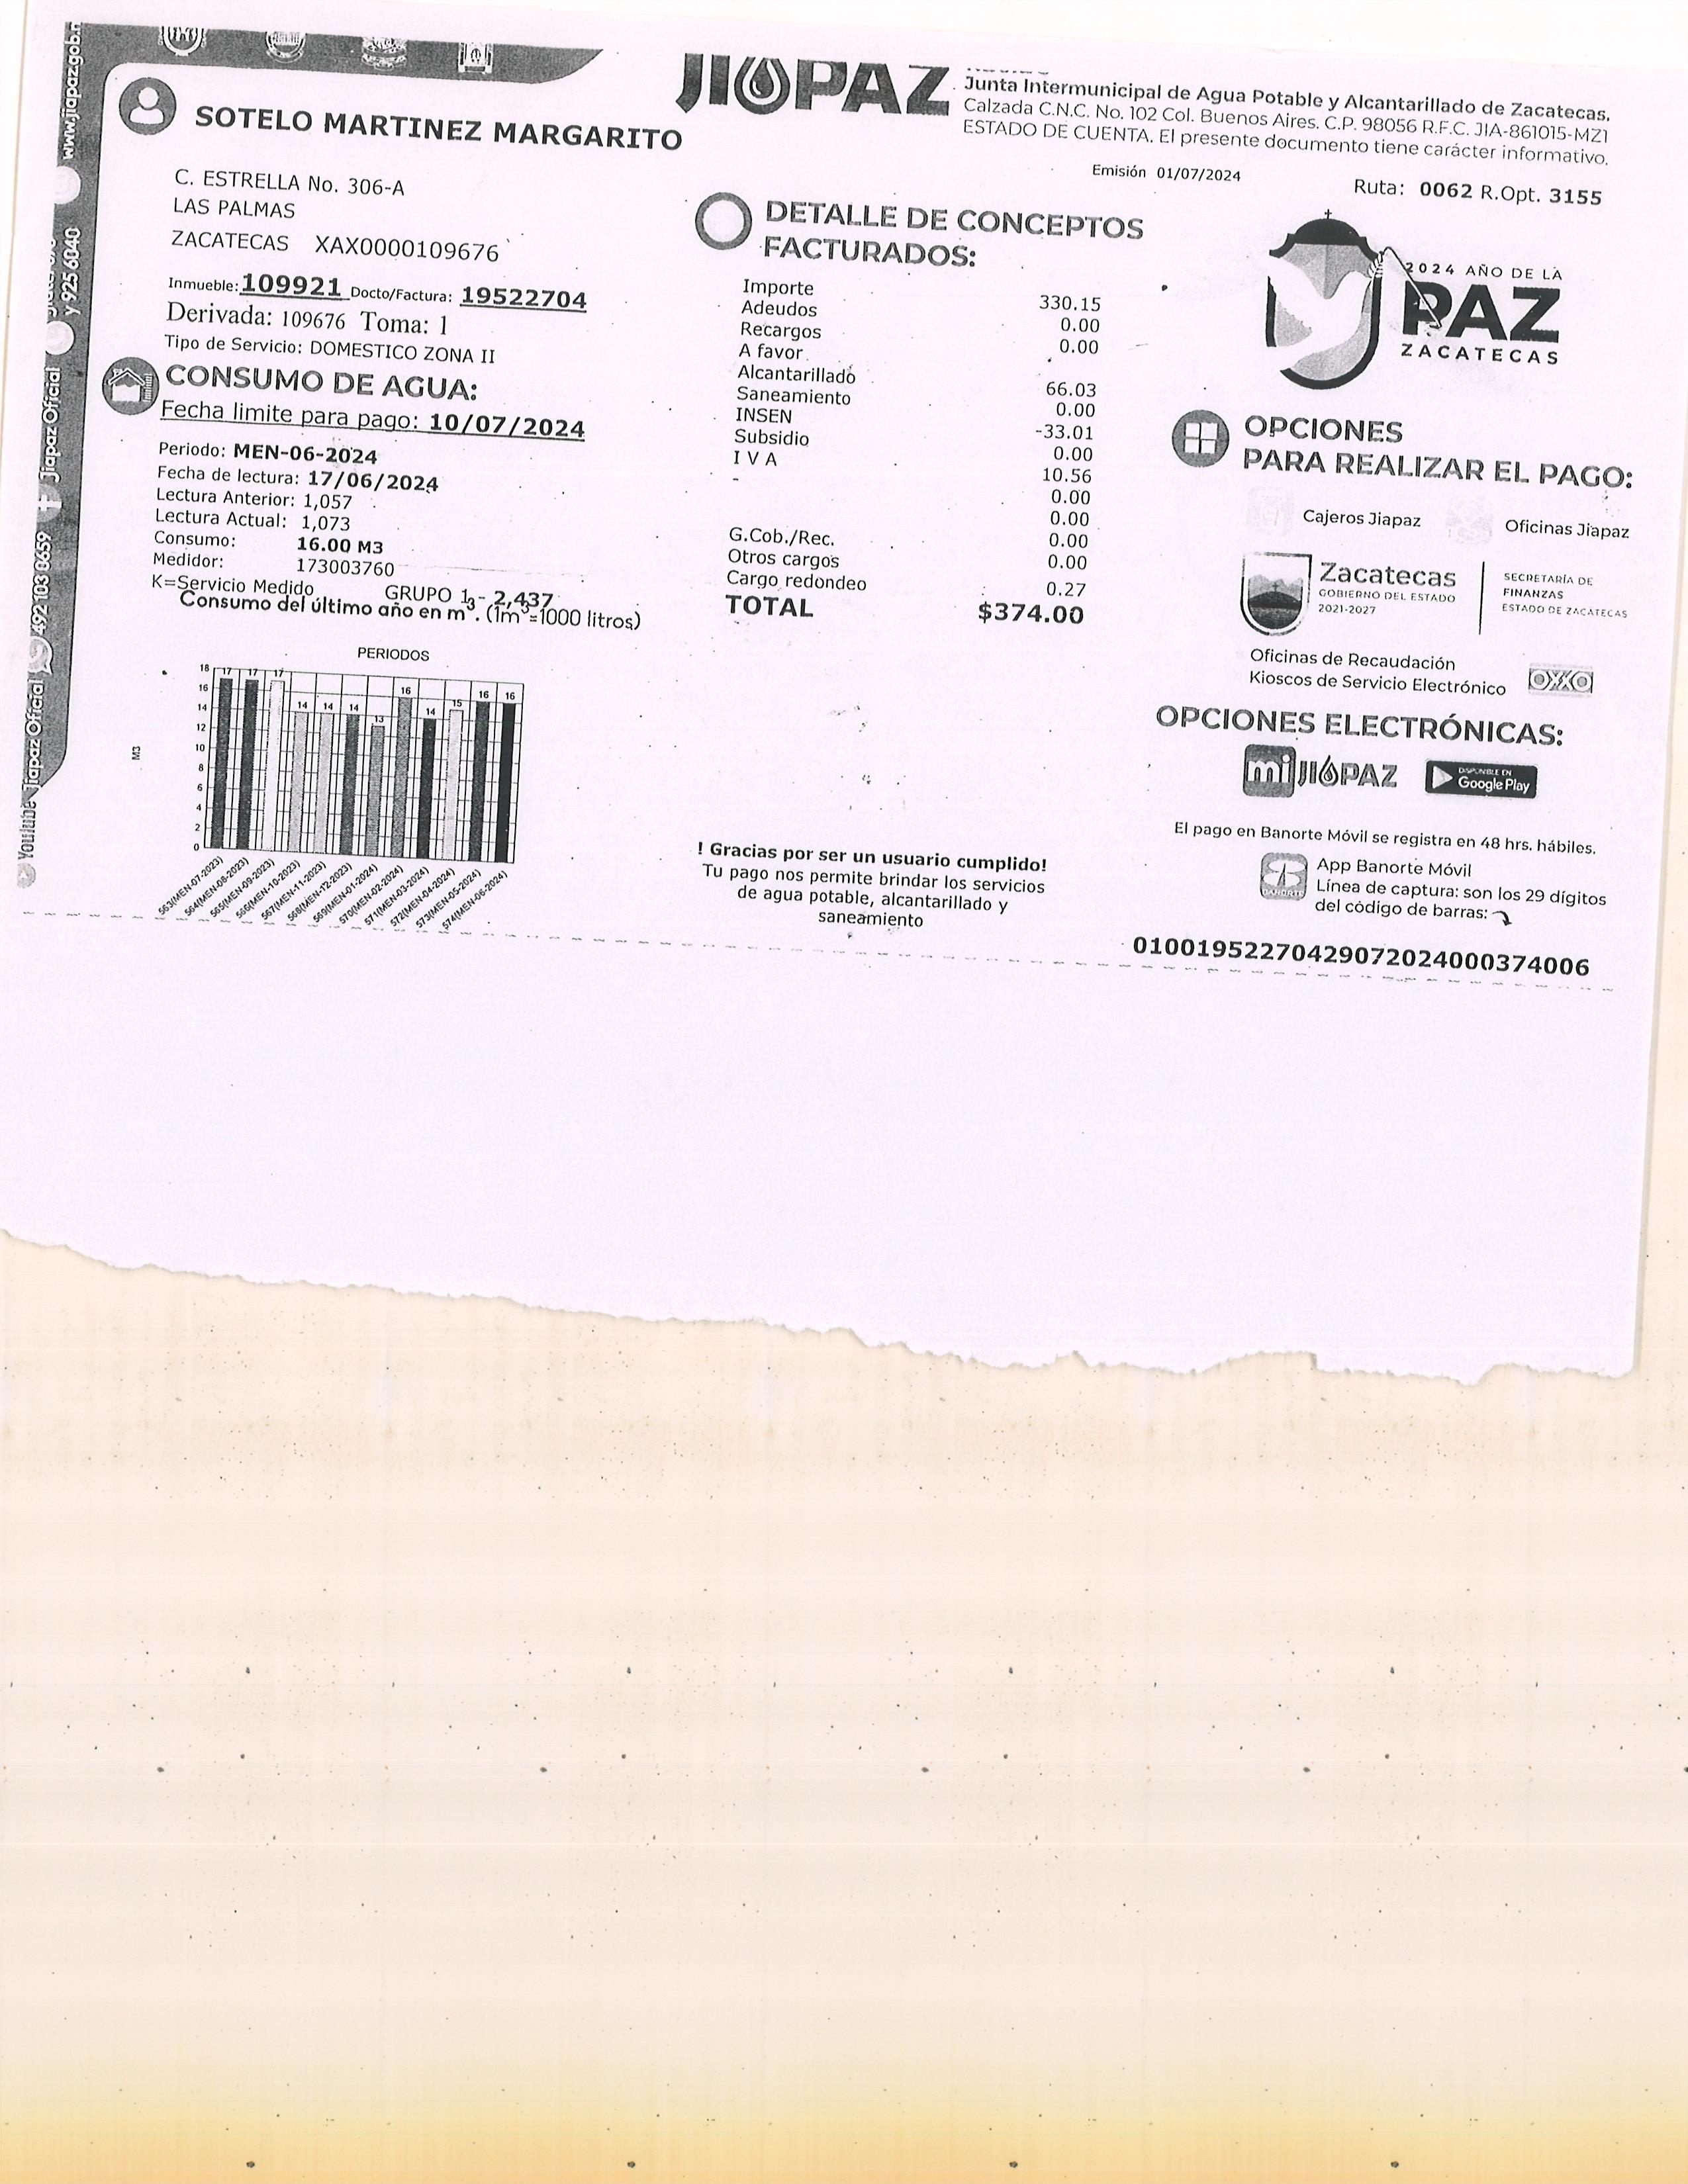 JIAPAZ
Junta Intermunicipal de Agua Potable y Alcantarillado de Zacatecas.
Calzada C.N.C. No. 102 Col. Buenos Aires. C.P. 98056 R.F.C. JIA-861015-MZ1
ESTADO DE CUENTA. El presente documento tiene carácter informativo.
Emisión 01/07/2024
Ruta: 0062 R.Opt. 3155
SOTELO MARTINEZ MARGARITO
C. ESTRELLA No. 306-A
LAS PALMAS
ZACATECAS XAX0000109676
Inmueble: 109921 Docto/Factura: 19522704
Derivada: 109676 Toma: 1
Tipo de Servicio: DOMESTICO ZONA II
CONSUMO DE AGUA:
Fecha limite para pago: 10/07/2024
Periodo: MEN-06-2024
Fecha de lectura: 17/06/2024
Lectura Anterior: 1,057
Lectura Actual: 1,073
Consumo: 16.00 M3
Medidor: 173003760
K=Servicio Medido GRUPO 1 - 2,437
Consumo del último año en m³. (1m³=1000 litros)
PERIODOS
M3
18
16
14
12
10
8
6
4
2
0
17 17 17 14 14 14 13 16 14 15 16 16
563(MEN-07-2023)
564(MEN-08-2023)
565(MEN-09-2023)
566(MEN-10-2023)
567(MEN-11-2023)
568(MEN-12-2023)
569(MEN-01-2024)
570(MEN-02-2024)
571(MEN-03-2024)
572(MEN-04-2024)
573(MEN-05-2024)
574(MEN-06-2024)
DETALLE DE CONCEPTOS
FACTURADOS:
Importe 330.15
Adeudos 0.00
Recargos 0.00
A favor
Alcantarillado 66.03
Saneamiento 0.00
INSEN -33.01
Subsidio 0.00
I V A 10.56
- 0.00
0.00
G.Cob./Rec. 0.00
Otros cargos 0.00
Cargo redondeo 0.27
TOTAL $374.00
! Gracias por ser un usuario cumplido!
Tu pago nos permite brindar los servicios
de agua potable, alcantarillado y
saneamiento
2024 AÑO DE LA
PAZ
ZACATECAS
OPCIONES
PARA REALIZAR EL PAGO:
Cajeros Jiapaz
Oficinas Jiapaz
Zacatecas
GOBIERNO DEL ESTADO
2021-2027
SECRETARÍA DE
FINANZAS
ESTADO DE ZACATECAS
Oficinas de Recaudación
Kioscos de Servicio Electrónico
OXXO
OPCIONES ELECTRÓNICAS:
mi JIAPAZ
DISPONIBLE EN
Google Play
El pago en Banorte Móvil se registra en 48 hrs. hábiles.
BANORTE
App Banorte Móvil
Línea de captura: son los 29 dígitos
del código de barras:
01001952270429072024000374006
www.jiapaz.gob.
y 925 6040
Jiapaz Oficial
492 103 0659
Jiapaz Oficial
Youtube